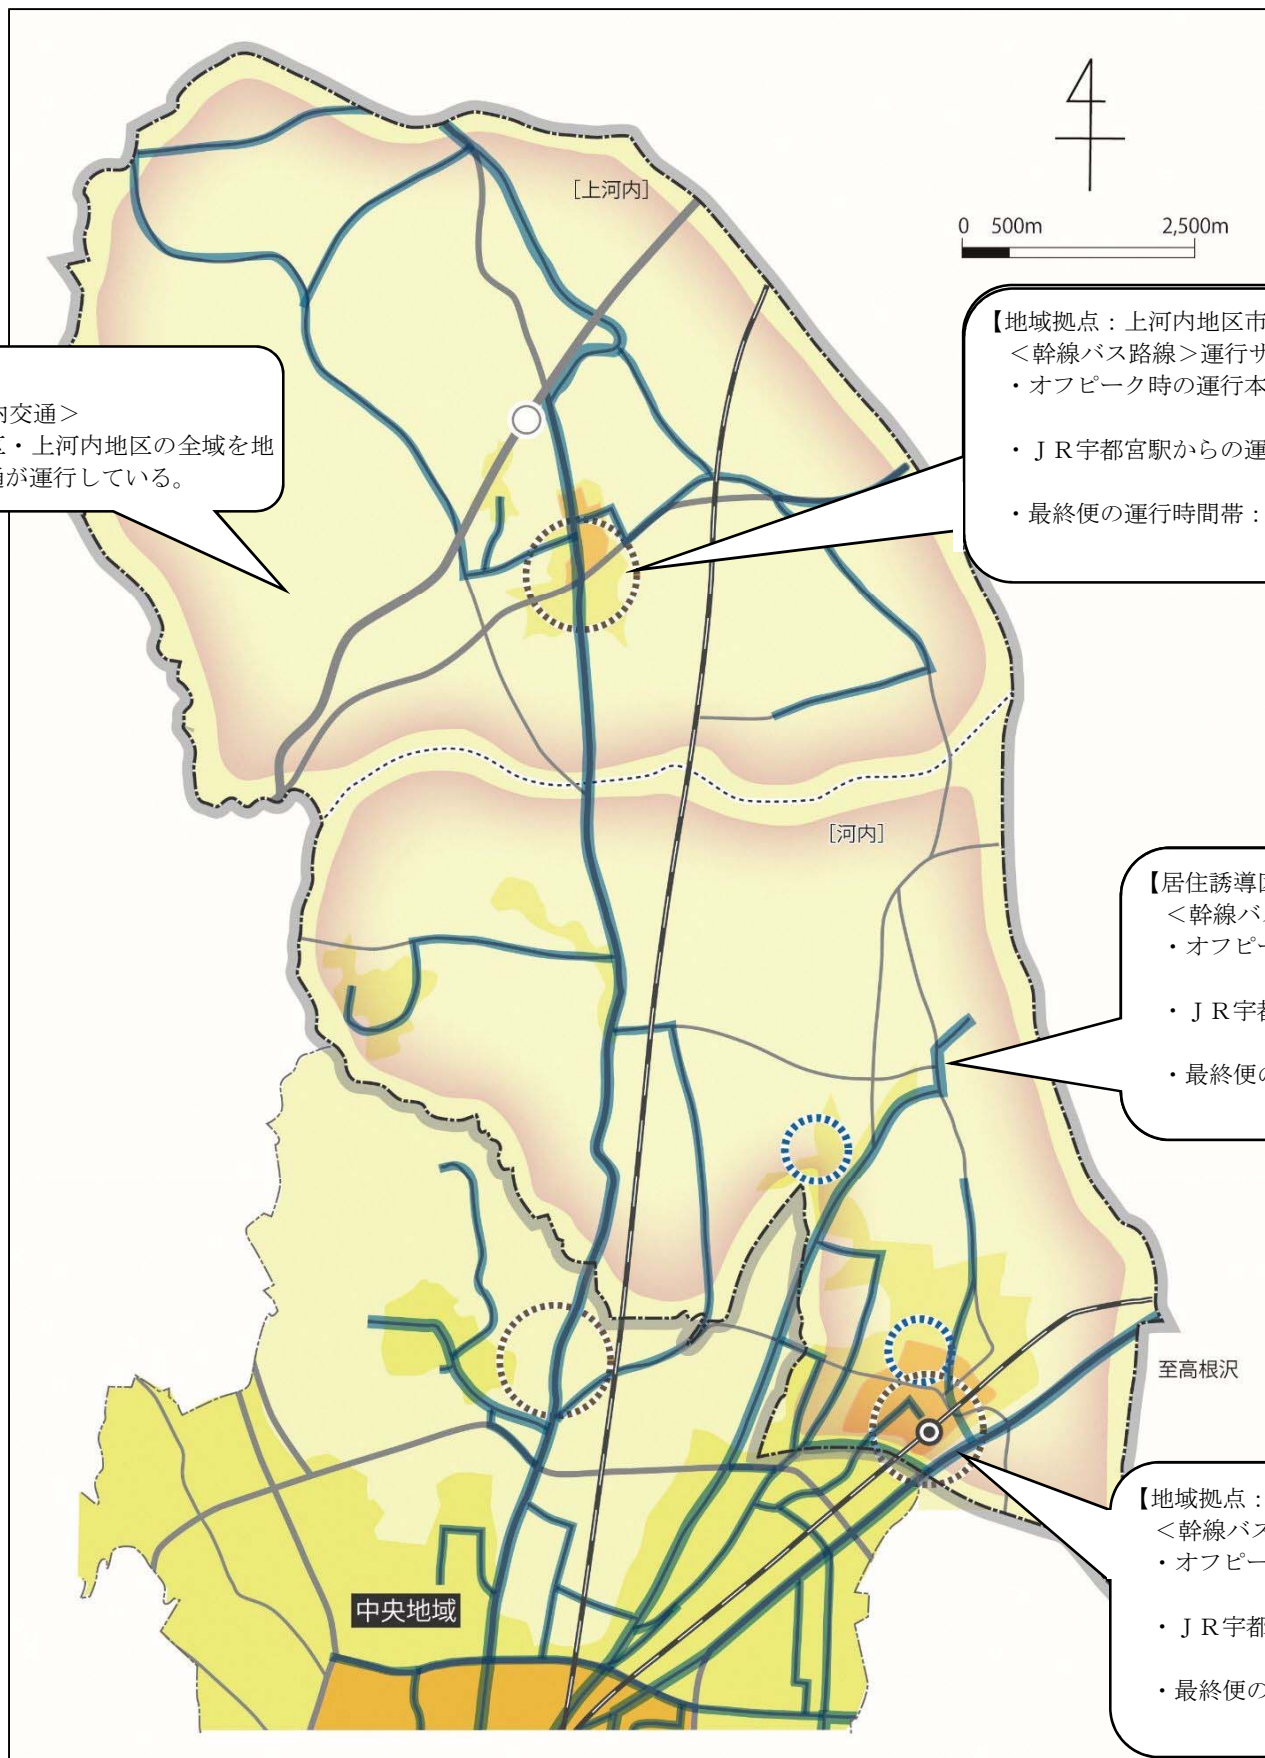 ［上河内］
0 500m 2,500m
【地域拠点：上河内地区市
＜幹線バス路線＞運行サ
・オフピーク時の運行本
・ＪＲ宇都宮駅からの運
・最終便の運行時間帯：
内交通＞
区・上河内地区の全域を地
通が運行している。
［河内］
【居住誘導区
＜幹線バス
・オフピー
・ＪＲ宇都
・最終便の
至高根沢
【地域拠点：
＜幹線バス
・オフピー
・ＪＲ宇都
・最終便の
中央地域